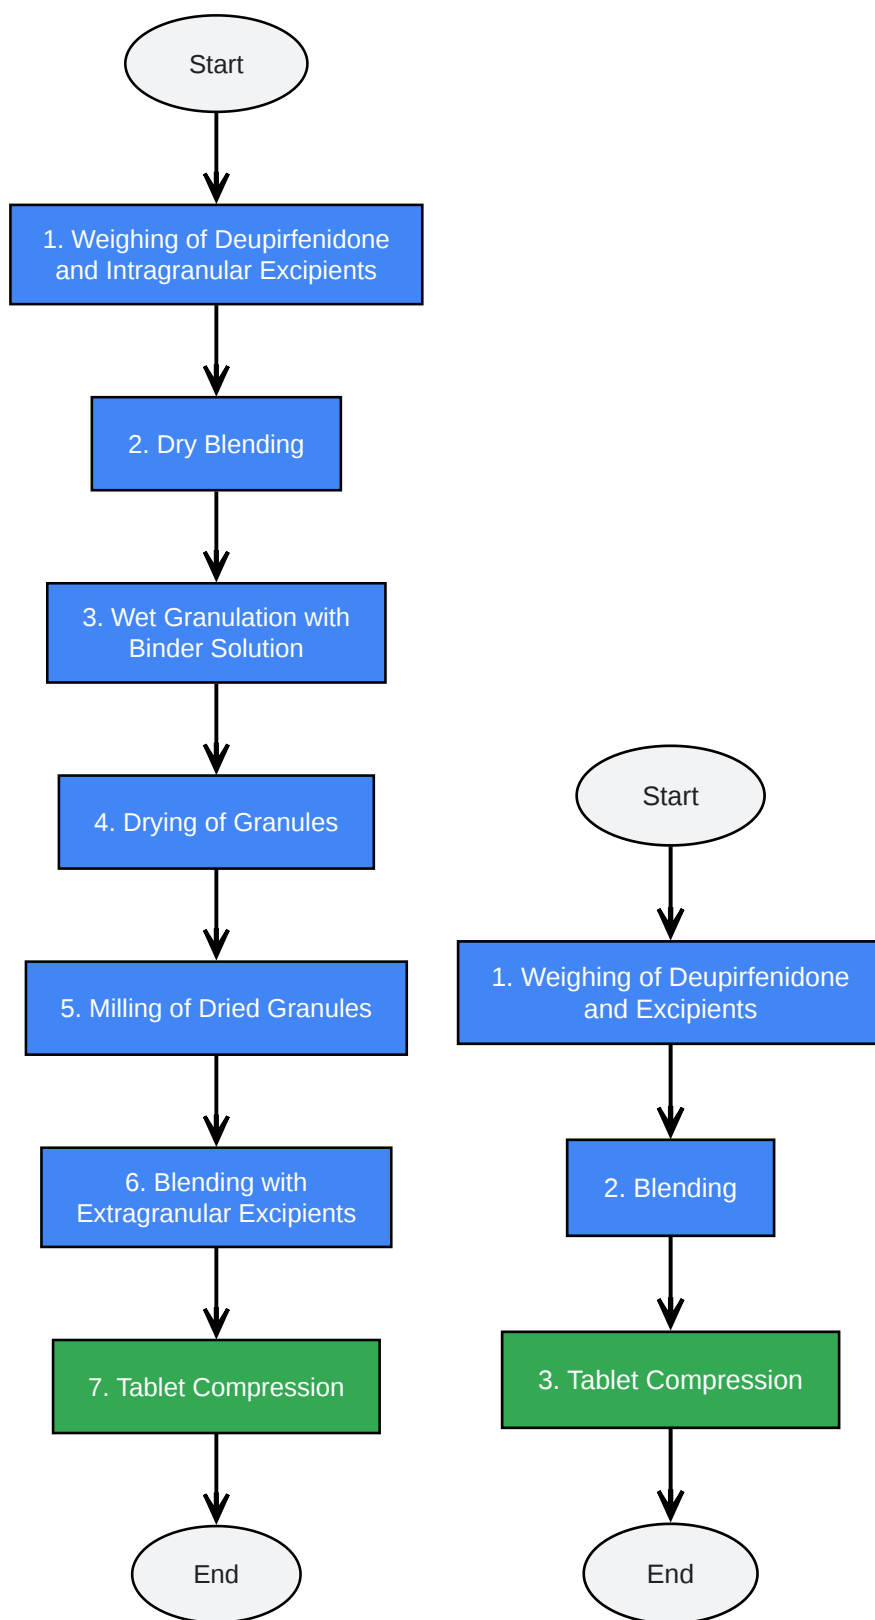 Start
1. Weighing of Deupirfenidone
and Intragranular Excipients
2. Dry Blending
3. Wet Granulation with
Binder Solution
4. Drying of Granules
5. Milling of Dried Granules
6. Blending with
Extragranular Excipients
7. Tablet Compression
End
Start
1. Weighing of Deupirfenidone
and Excipients
2. Blending
3. Tablet Compression
End